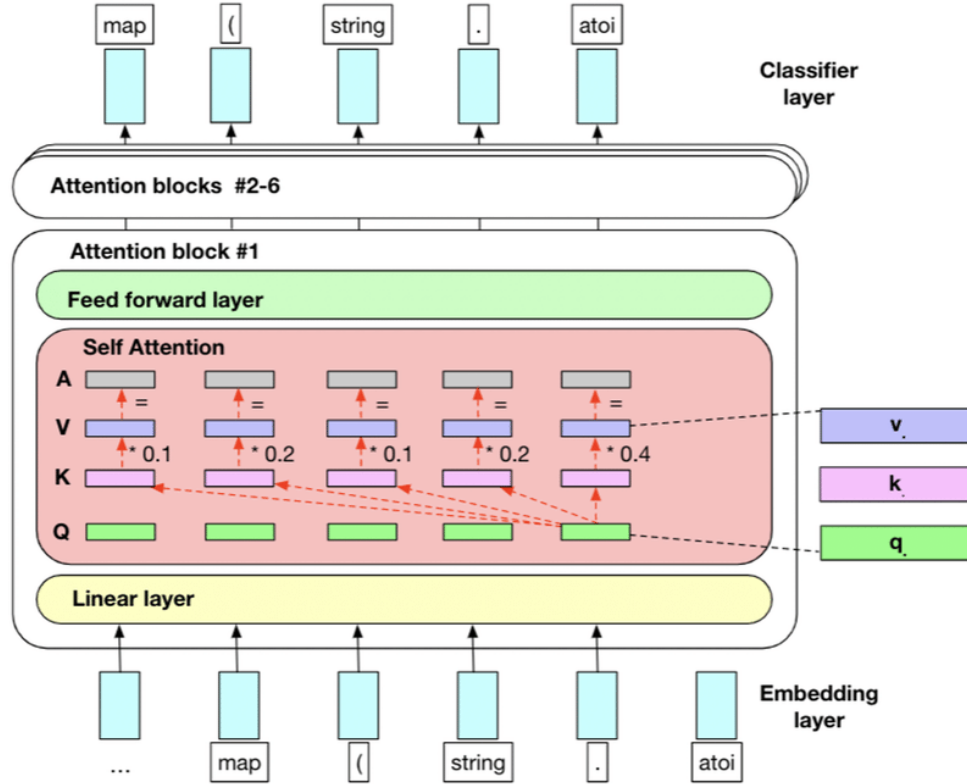 map ( string . atoi
Classifier
layer
Attention blocks #2-6
Attention block #1
Feed forward layer
Self Attention
A
= = = = =
V
* 0.1 * 0.2 * 0.1 * 0.2 * 0.4
K
Q
v.
k.
q.
Linear layer
Embedding
layer
... map ( string . atoi